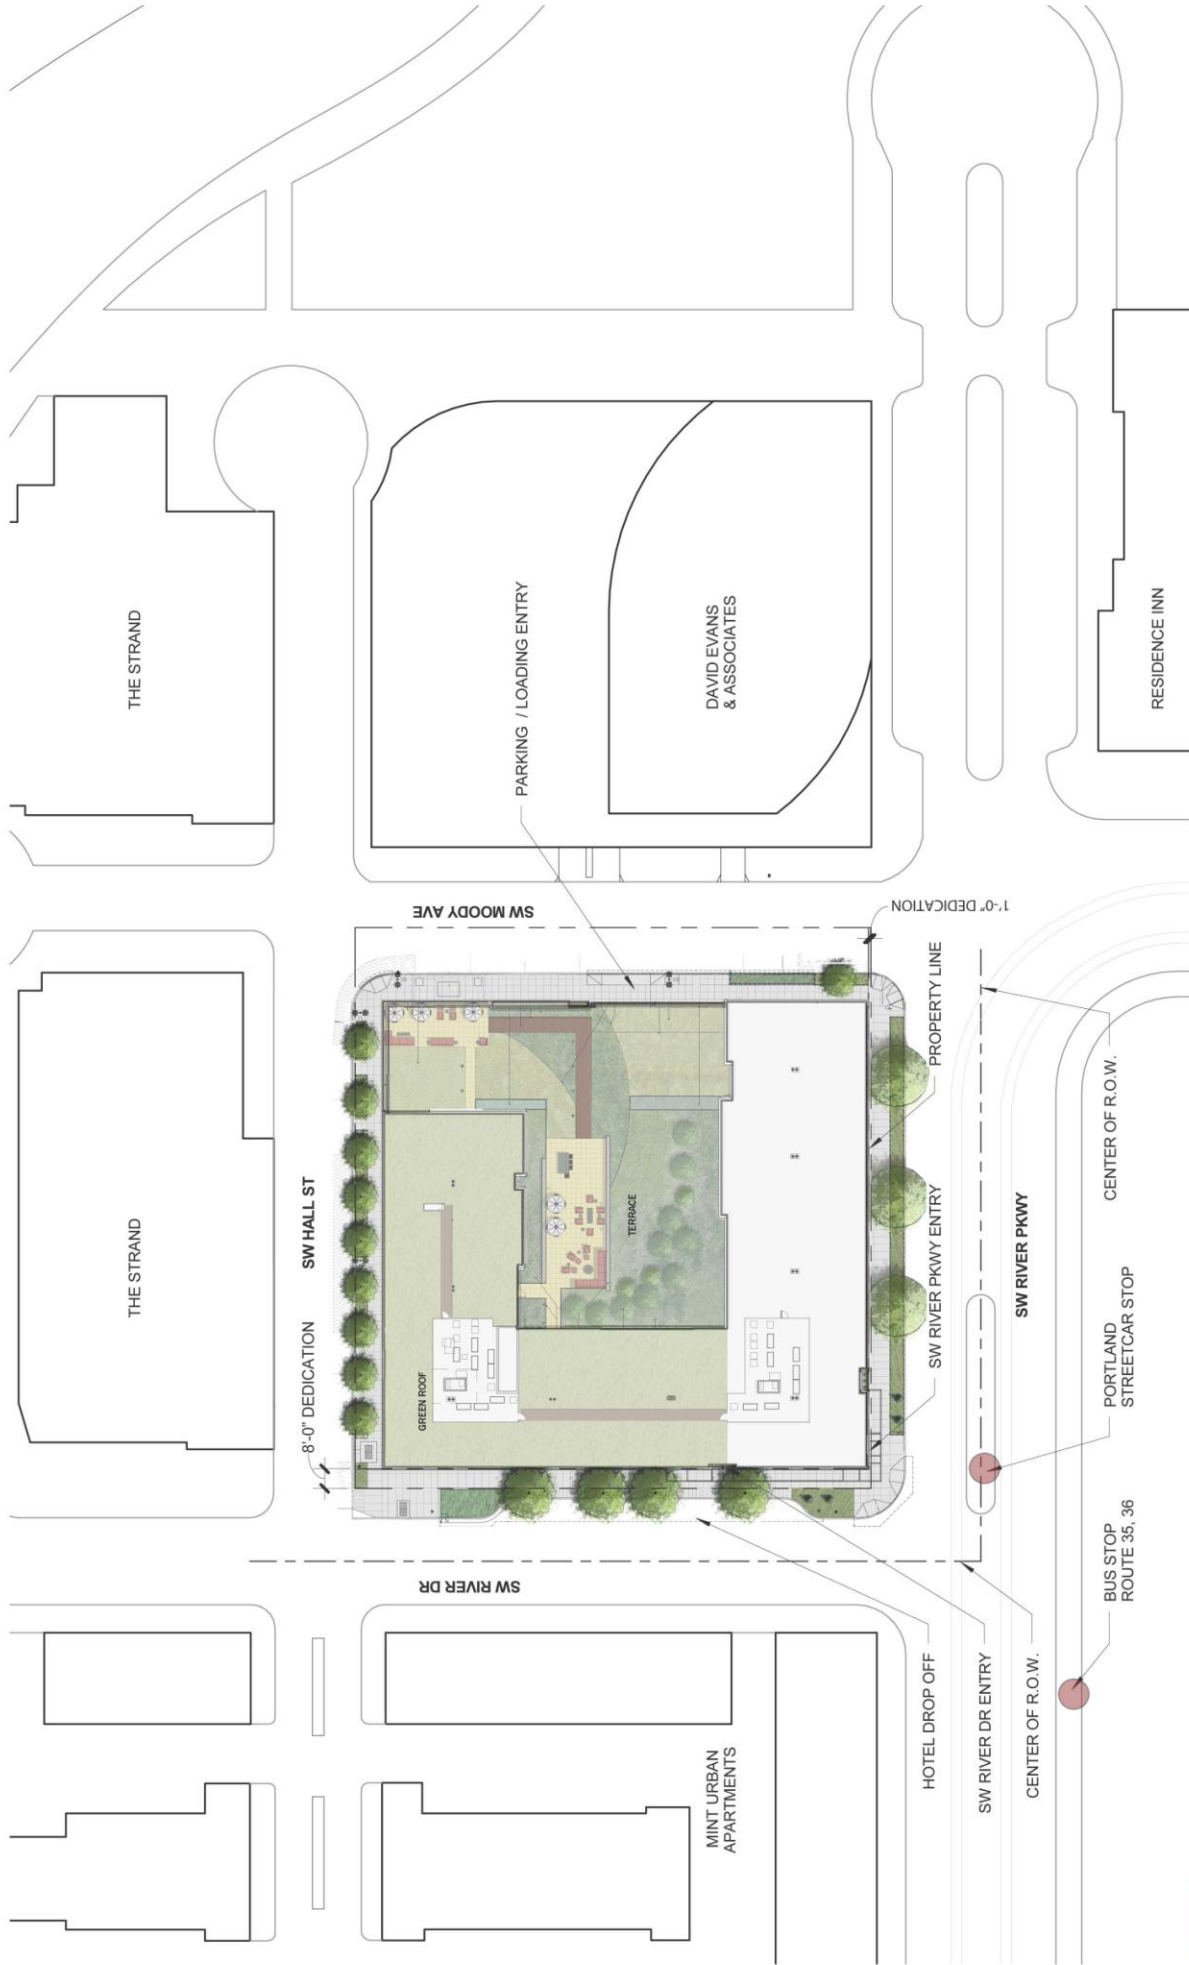 THE STRAND
PARKING / LOADING ENTRY
DAVID EVANS
& ASSOCIATES
RESIDENCE INN
THE STRAND
SW HALL ST
8'-0" DEDICATION
SW MOODY AVE
1'-0" DEDICATION
PROPERTY LINE
GREEN ROOF
TERRACE
SW RIVER PKWY ENTRY
SW RIVER PKWY
CENTER OF R.O.W.
PORTLAND
STREETCAR STOP
BUS STOP
ROUTE 35, 36
SW RIVER DR
MINT URBAN
APARTMENTS
HOTEL DROP OFF
SW RIVER DR ENTRY
CENTER OF R.O.W.